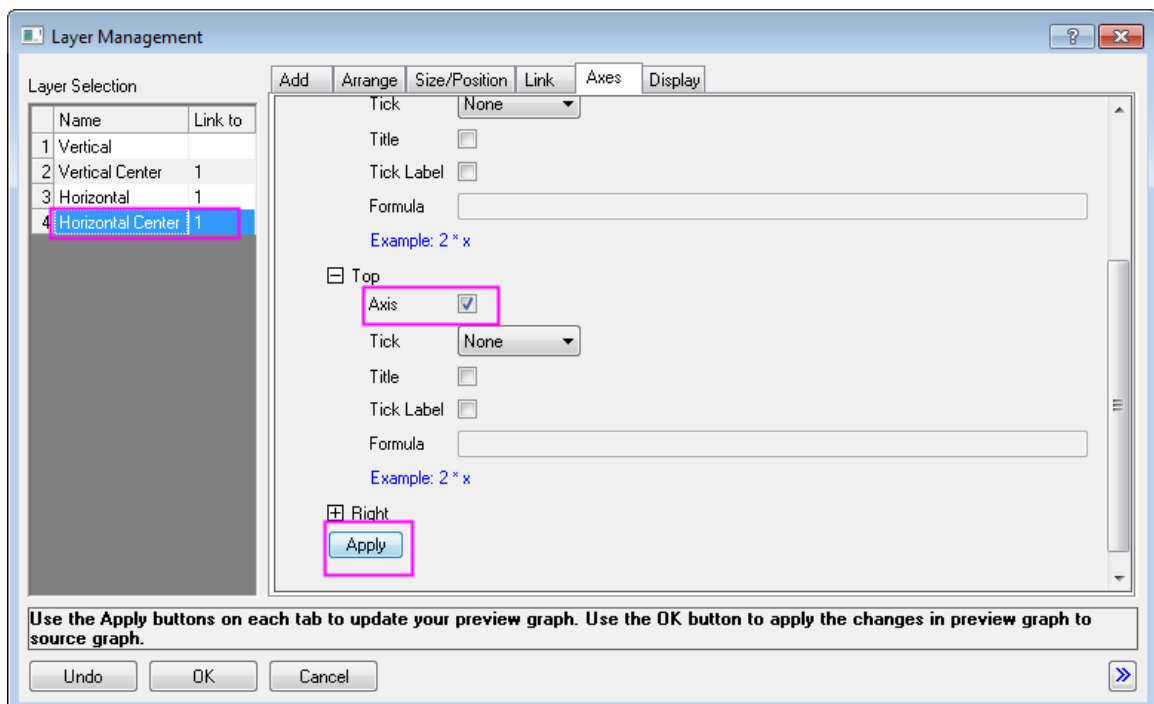 Layer Management
Layer Selection
Name Link to
1 Vertical
2 Vertical Center 1
3 Horizontal 1
4 Horizontal Center 1
Add Arrange Size/Position Link Axes Display
Tick None
Title
Tick Label
Formula
Example: 2 * x
Top
Axis
Tick None
Title
Tick Label
Formula
Example: 2 * x
Right
Apply
Use the Apply buttons on each tab to update your preview graph. Use the OK button to apply the changes in preview graph to
source graph.
Undo OK Cancel